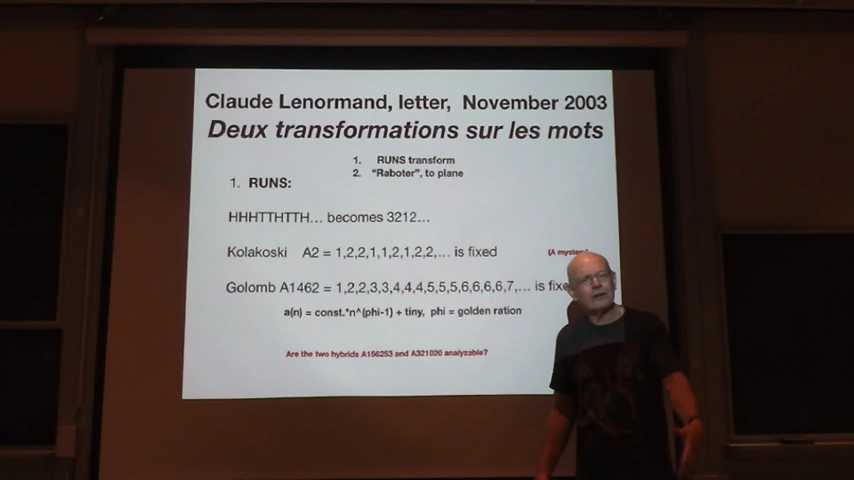 Claude Lenormand, letter, November 2003
Deux transformations sur les mots
1. RUNS transform
2. "Raboter", to plane
1. RUNS:
HHHTTHTTH... becomes 3212...
Kolakoski A2 = 1,2,2,1,1,2,1,2,2,... is fixed
(A
Golomb A1462 = 1,2,2,3,3,4,4,4,5,5,5,6,6,6,6,7,... is
a(n) = const.*n^(phi-1) + tiny, phi = golden ration
Are the two hybrids A156253 and A321020 analyzable?